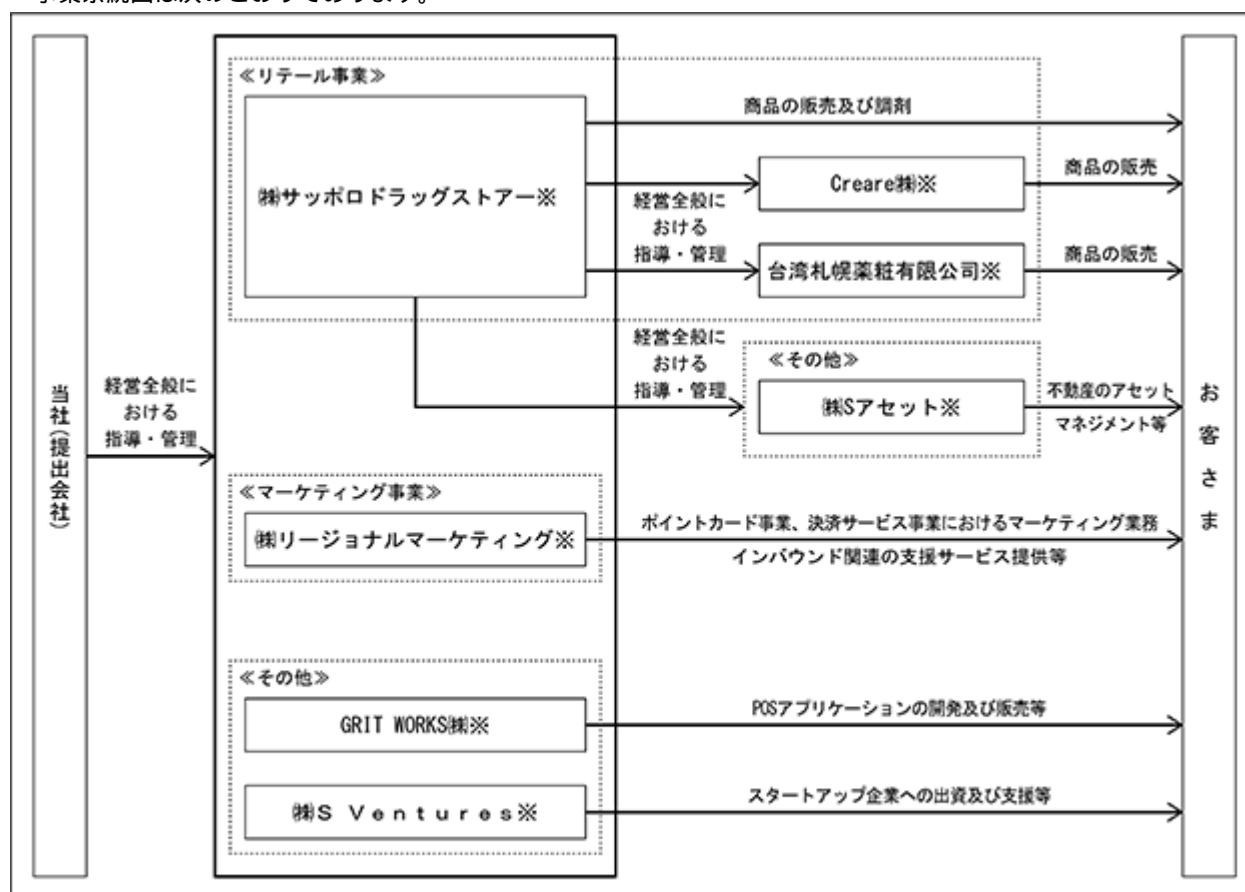 事業系統図は次のとおりであります。
≪リテール事業≫
㈱サッポロドラッグストアー※
商品の販売及び調剤
経営全般に
おける
指導・管理
Creare㈱※
商品の販売
台湾札幌薬粧有限公司※
商品の販売
経営全般に
おける
指導・管理
≪その他≫
㈱Sアセット※
不動産のアセット
マネジメント等
当社(提出会社)
経営全般に
おける
指導・管理
お客さま
≪マーケティング事業≫
㈱リージョナルマーケティング※
ポイントカード事業、決済サービス事業におけるマーケティング業務
インバウンド関連の支援サービス提供等
≪その他≫
GRIT WORKS㈱※
POSアプリケーションの開発及び販売等
㈱S Ventures※
スタートアップ企業への出資及び支援等